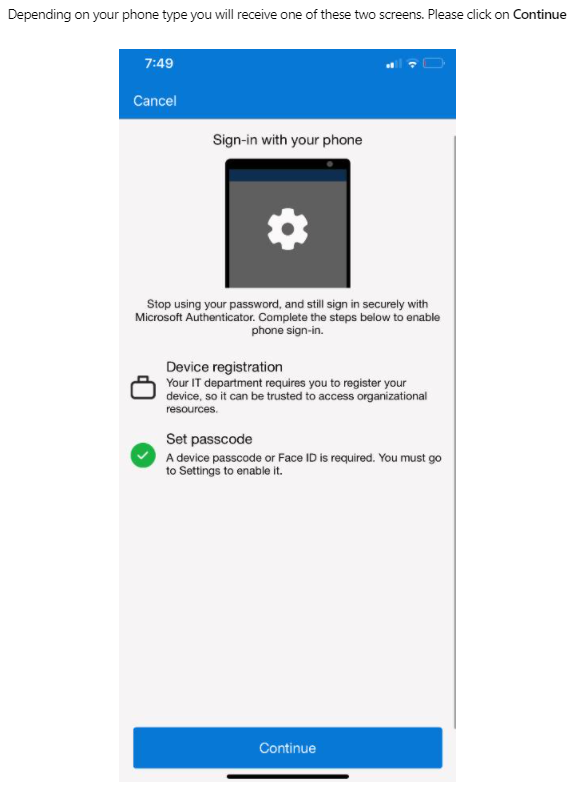 Depending on your phone type you will receive one of these two screens. Please click on Continue
7:49
Cancel
Sign-in with your phone
Stop using your password, and still sign in securely with
Microsoft Authenticator. Complete the steps below to enable
phone sign-in.
Device registration
Your IT department requires you to register your
device, so it can be trusted to access organizational
resources.
Set passcode
A device passcode or Face ID is required. You must go
to Settings to enable it.
Continue